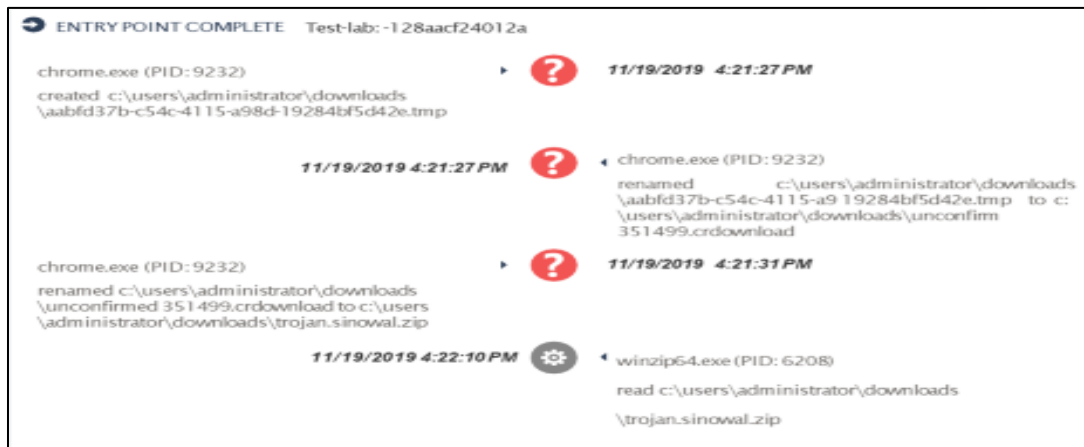 ENTRY POINT COMPLETE Test-lab: -128aacf24012a
chrome.exe (PID: 9232)
11/19/2019 4:21:27 PM
created c:\users\administrator\downloads
\aabfd37b-c54c-4115-a98d-19284bf5d42e.tmp
11/19/2019 4:21:27 PM
chrome.exe (PID: 9232)
renamed c:\users\administrator\downloads
\aabfd37b-c54c-4115-a9 19284bf5d42e.tmp to c:
\users\administrator\downloads\unconfirm
351499.crdownload
chrome.exe (PID: 9232)
11/19/2019 4:21:31 PM
renamed c:\users\administrator\downloads
\unconfirmed 351499.crdownload to c:\users
\administrator\downloads\trojan.sinowal.zip
11/19/2019 4:22:10 PM
winzip64.exe (PID: 6208)
read c:\users\administrator\downloads
\trojan.sinowal.zip